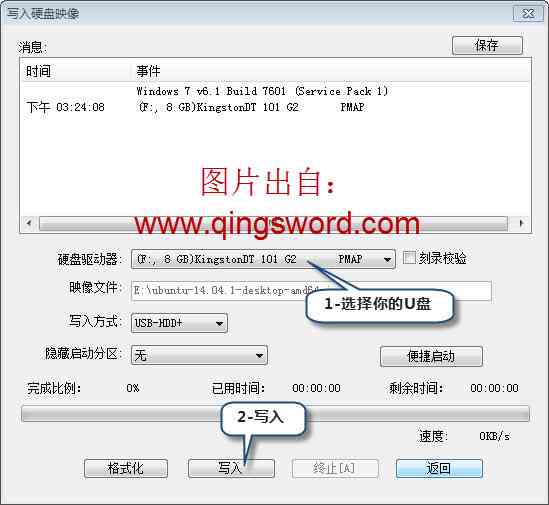 写入硬盘映像
消息:
保存
时间 事件
Windows 7 v6.1 Build 7601 (Service Pack 1)
下午 03:24:08 (F:, 8 GB)KingstonDT 101 G2 PMAP
图片出自:
www.qingsword.com
硬盘驱动器: (F:, 8 GB)KingstonDT 101 G2 PMAP 刻录校验
映像文件: E:\ubuntu-14.04.1-desktop-amd64
1-选择你的U盘
写入方式: USB-HDD+
隐藏启动分区: 无 便捷启动
完成比例: 0% 已用时间: 00:00:00 剩余时间: 00:00:00
2-写入
速度: 0KB/s
格式化 写入 终止[A] 返回